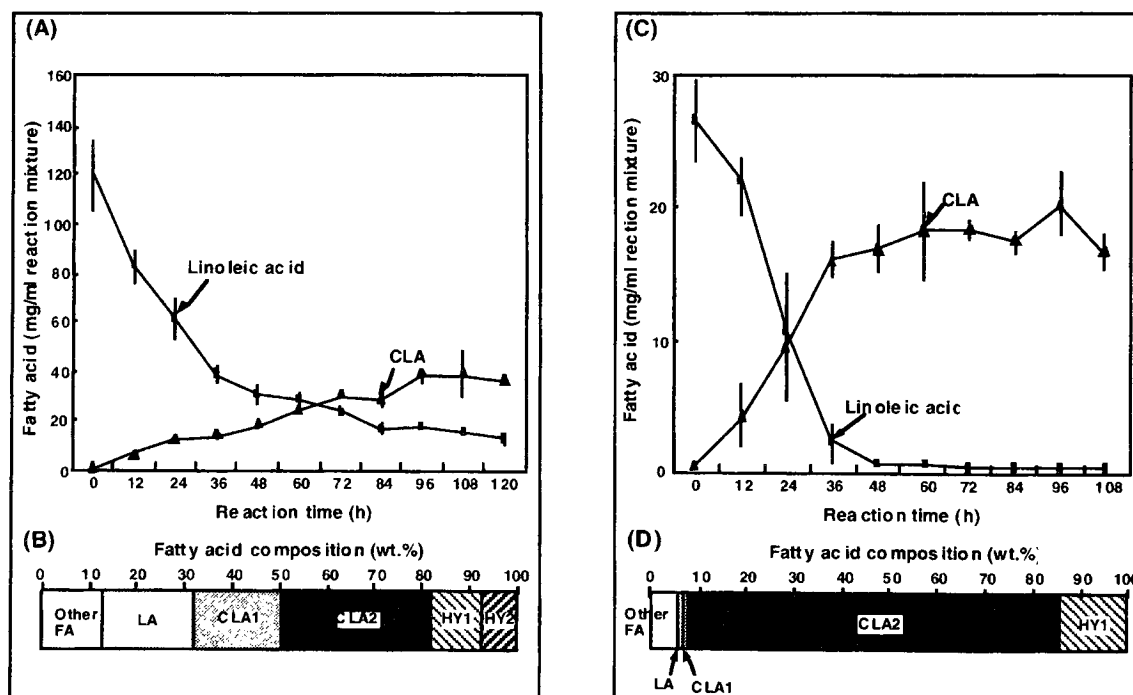 (A)
160
140
120
100
80
60
40
20
0
Fatty acid (mg/ml reaction mixture)
Linoleic acid
CLA
0 12 24 36 48 60 72 84 96 108 120
Reaction time (h)
(B)
Fatty acid composition (wt.%)
0 10 20 30 40 50 60 70 80 90 100
Other FA
LA
CLA1
CLA2
HY1
HY2
(C)
30
20
10
0
Fatty acid (mg/ml rection mixture)
CLA
Linoleic acid
0 12 24 36 48 60 72 84 96 108
Reaction time (h)
(D)
Fatty acid composition (wt.%)
0 10 20 30 40 50 60 70 80 90 100
Other
FA
CLA2
HY1
LA CLA1